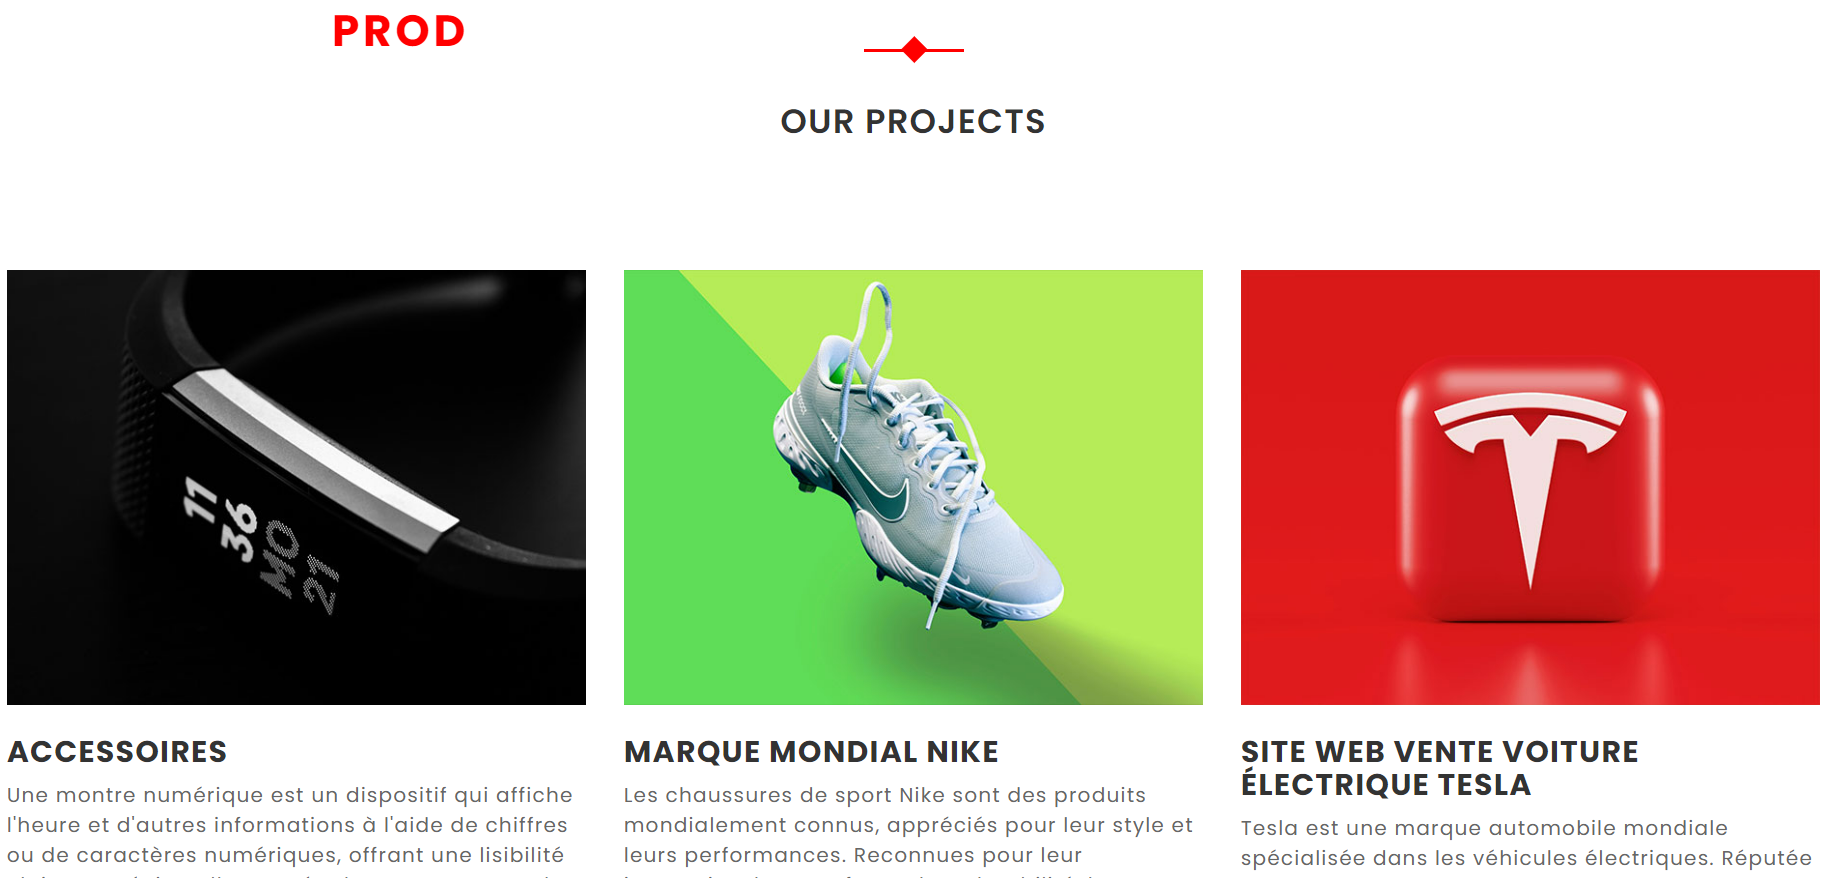 PROD
OUR PROJECTS
11
36
MO
21
ACCESSOIRES
Une montre numérique est un dispositif qui affiche
l'heure et d'autres informations à l'aide de chiffres
ou de caractères numériques, offrant une lisibilité
MARQUE MONDIAL NIKE
Les chaussures de sport Nike sont des produits
mondialement connus, appréciés pour leur style et
leurs performances. Reconnues pour leur
SITE WEB VENTE VOITURE
ÉLECTRIQUE TESLA
Tesla est une marque automobile mondiale
spécialisée dans les véhicules électriques. Réputée